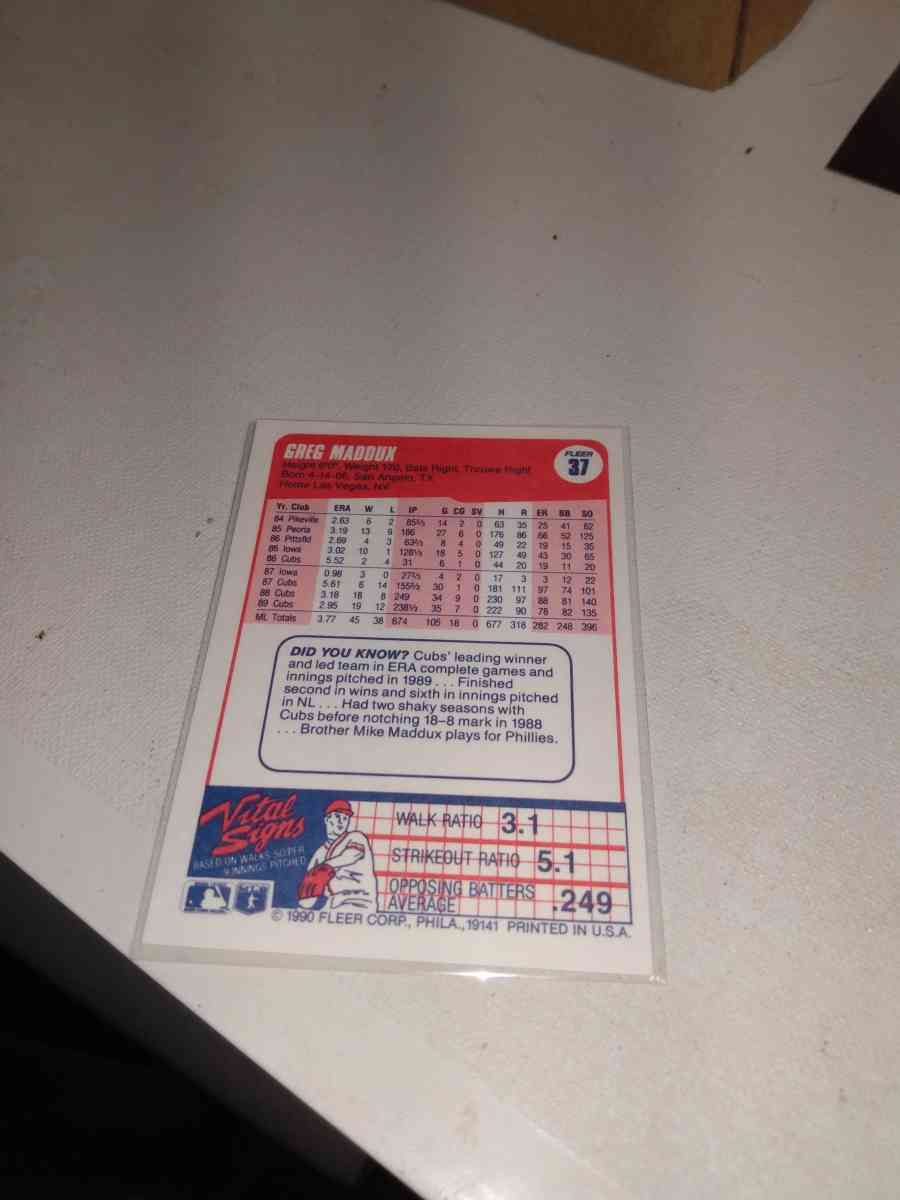 GREG MADDUX
FLEER
37
Height 6'0", Weight 170, Bats Right, Throws Right
Born 4-14-66, San Angelo, TX
Home Las Vegas, NV
Yr. Club ERA W L IP G CG SV H R ER BB SO
84 Pikeville 2.63 6 2 85⅔ 14 2 0 63 35 25 41 62
85 Peoria 3.19 13 9 186 27 6 0 176 86 66 52 125
86 Pittsfld 2.69 4 3 63⅔ 8 4 0 49 22 19 15 35
86 Iowa 3.02 10 1 128⅓ 18 5 0 127 49 43 30 65
86 Cubs 5.52 2 4 31 6 1 0 44 20 19 11 20
87 Iowa 0.98 3 0 27⅔ 4 2 0 17 3 3 12 22
87 Cubs 5.61 6 14 155⅔ 30 1 0 181 111 97 74 101
88 Cubs 3.18 18 8 249 34 9 0 230 97 88 81 140
89 Cubs 2.95 19 12 238⅓ 35 7 0 222 90 78 82 135
ML Totals 3.77 45 38 674 105 18 0 677 318 282 248 396
DID YOU KNOW? Cubs' leading winner
and led team in ERA complete games and
innings pitched in 1989 . . . Finished
second in wins and sixth in innings pitched
in NL . . . Had two shaky seasons with
Cubs before notching 18–8 mark in 1988
. . . Brother Mike Maddux plays for Phillies.
Vital
Signs
BASED ON WALKS, SO PER
9 INNINGS PITCHED
WALK RATIO 3.1
STRIKEOUT RATIO 5.1
OPPOSING BATTERS
AVERAGE .249
© 1990 FLEER CORP., PHILA., 19141 PRINTED IN U.S.A.